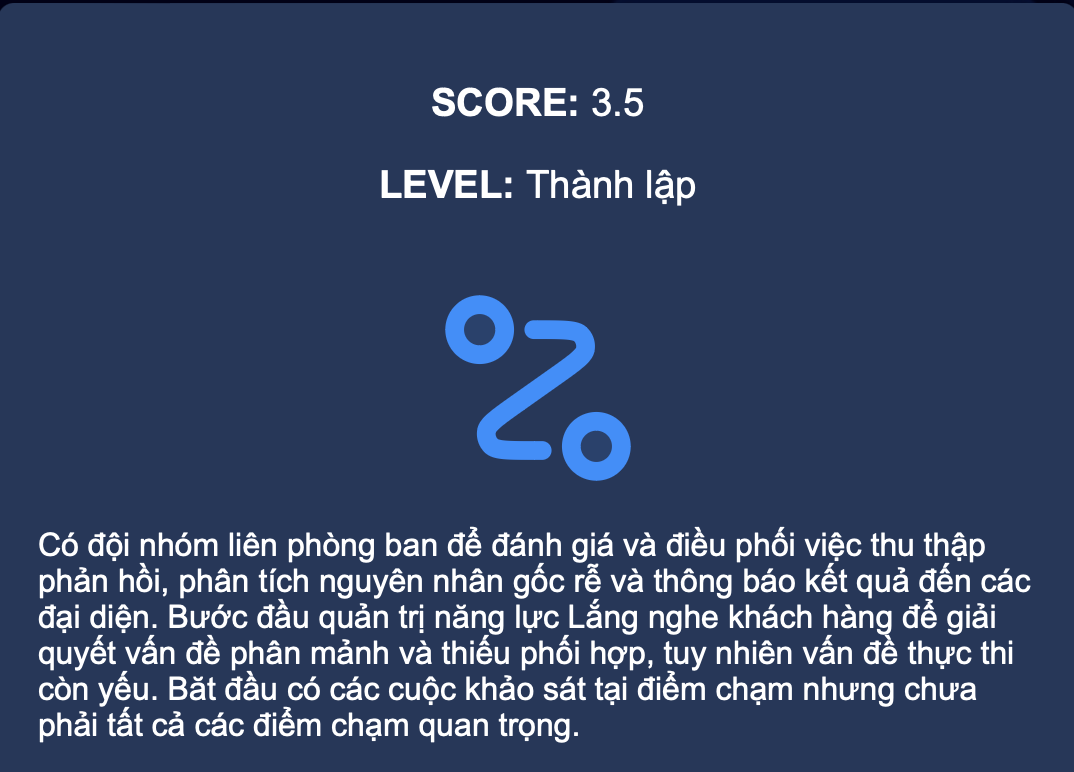 SCORE: 3.5
LEVEL: Thành lập
Có đội nhóm liên phòng ban để đánh giá và điều phối việc thu thập
phản hồi, phân tích nguyên nhân gốc rễ và thông báo kết quả đến các
đại diện. Bước đầu quản trị năng lực Lắng nghe khách hàng để giải
quyết vấn đề phân mảnh và thiếu phối hợp, tuy nhiên vấn đề thực thi
còn yếu. Băt đầu có các cuộc khảo sát tại điểm chạm nhưng chưa
phải tất cả các điểm chạm quan trọng.